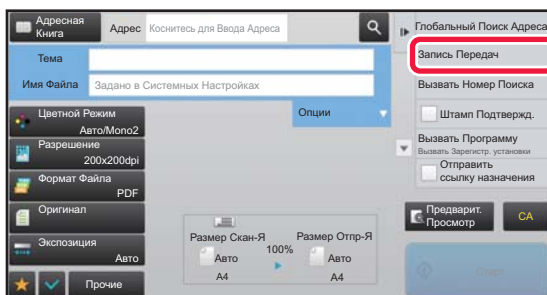 Адресная
Книга
Адрес
Коснитесь для Ввода Адреса
Тема
Имя Файла
Задано в Системных Настройках
Опции
Цветной Режим
Авто/Mono2
Разрешение
200x200dpi
Формат Файла
PDF
Оригинал
Экспозиция
Авто
Прочие
Размер Скан-Я
Авто
A4
100%
Размер Отпр-Я
Авто
A4
Глобальный Поиск Адреса
Запись Передач
Вызвать Номер Поиска
Штамп Подтвержд.
Вызвать Программу
Вызвать Зарегистр. установки
Отправить
ссылку назначения
Предварит.
Просмотр
CA
Старт